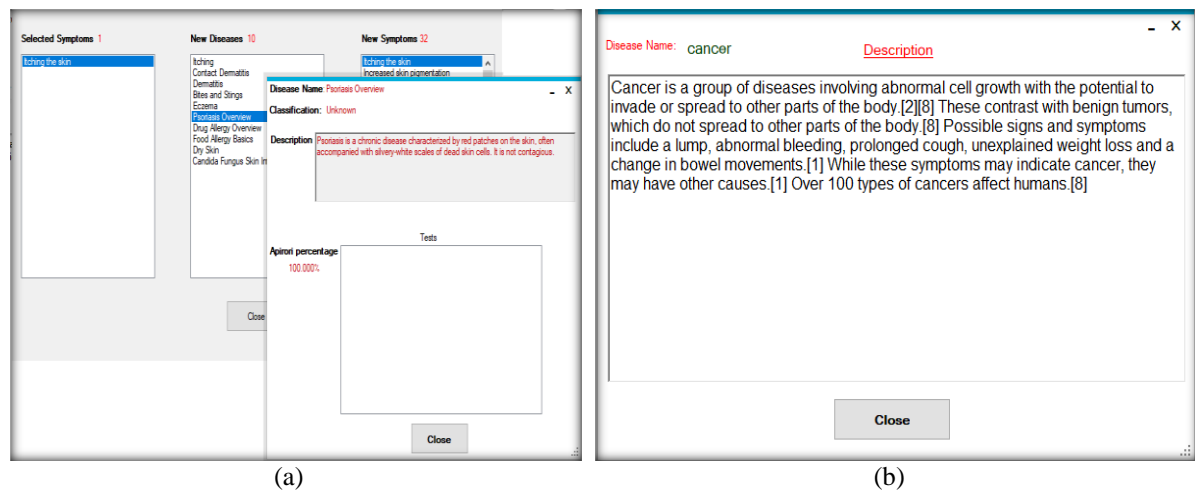 Selected Symptoms 1
New Diseases 10
New Symptoms 32
Itching the skin
Itching
Contact Dermatitis
Dermatitis
Bites and Stings
Eczema
Psoriasis Overview
Drug Allergy Overview
Food Allergy Basics
Dry Skin
Candida Fungus Skin
Itching the skin
Increased skin pigmentation
Close
Disease Name Psoriasis Overview
- X
Classification: Unknown
Description Psoriasis is a chronic disease characterized by red patches on the skin, often
accompanied with silvery-white scales of dead skin cells. It is not contagious.
Tests
Apirori percentage
100.000%
Close
(a)
- X
Disease Name: cancer
Description
Cancer is a group of diseases involving abnormal cell growth with the potential to
invade or spread to other parts of the body.[2][8] These contrast with benign tumors,
which do not spread to other parts of the body.[8] Possible signs and symptoms
include a lump, abnormal bleeding, prolonged cough, unexplained weight loss and a
change in bowel movements.[1] While these symptoms may indicate cancer, they
may have other causes.[1] Over 100 types of cancers affect humans.[8]
Close
(b)